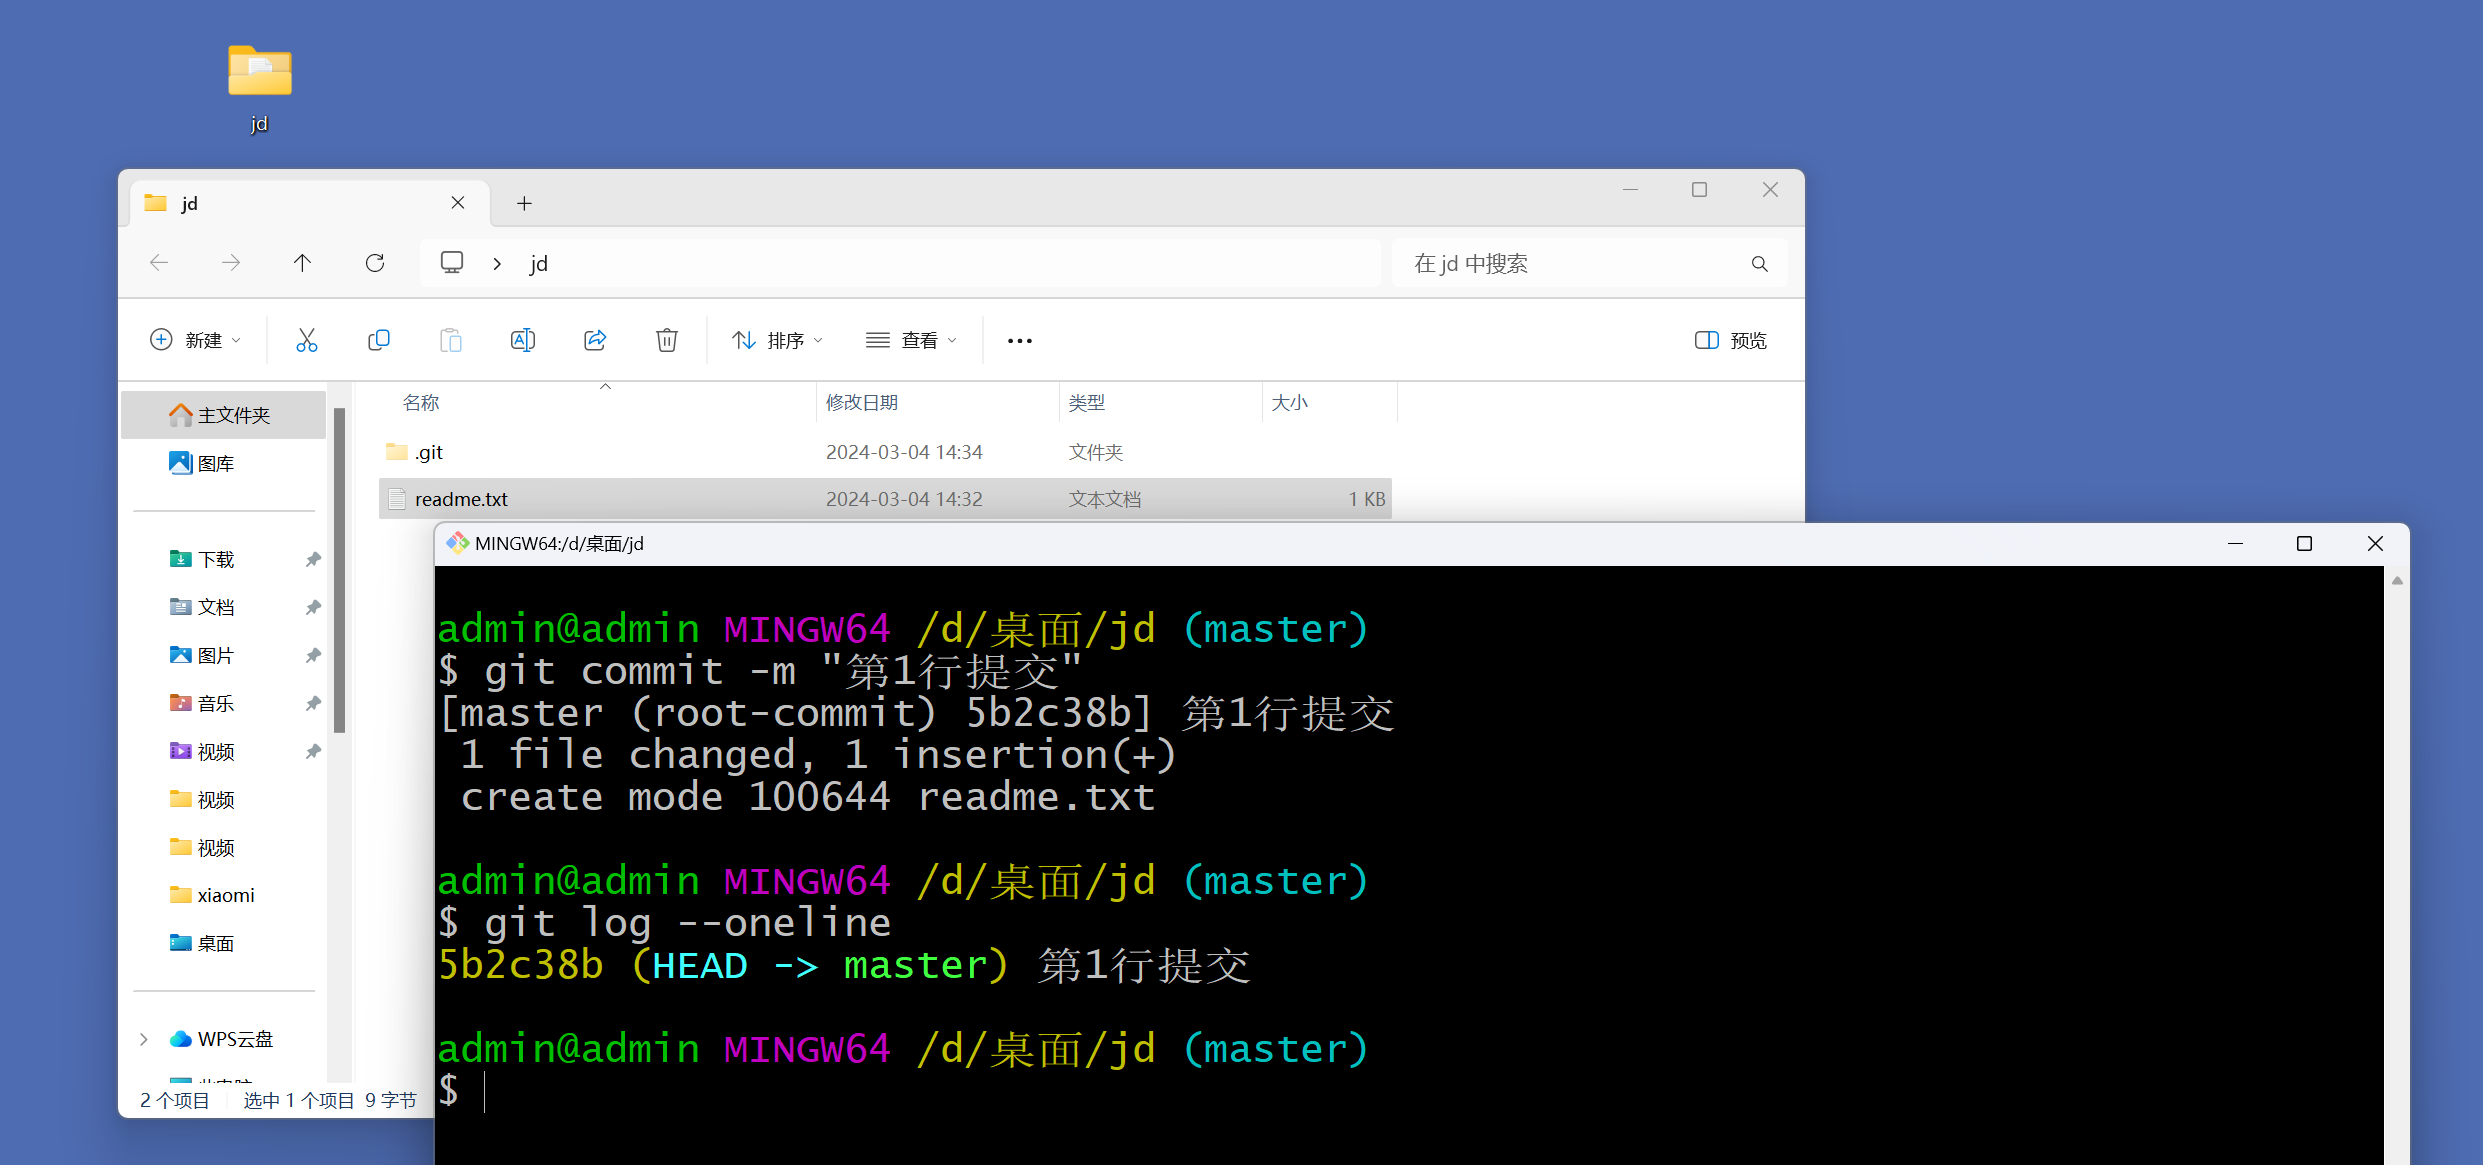 jd
jd
jd
在 jd 中搜索
新建
排序
查看
预览
名称 修改日期 类型 大小
.git 2024-03-04 14:34 文件夹
readme.txt 2024-03-04 14:32 文本文档 1 KB
主文件夹
图库
下载
文档
图片
音乐
视频
视频
视频
xiaomi
桌面
WPS云盘
2 个项目 选中 1 个项目 9 字节
MINGW64:/d/桌面/jd
admin@admin MINGW64 /d/桌面/jd (master)
$ git commit -m "第1行提交"
[master (root-commit) 5b2c38b] 第1行提交
1 file changed, 1 insertion(+)
create mode 100644 readme.txt
admin@admin MINGW64 /d/桌面/jd (master)
$ git log --oneline
5b2c38b (HEAD -> master) 第1行提交
admin@admin MINGW64 /d/桌面/jd (master)
$